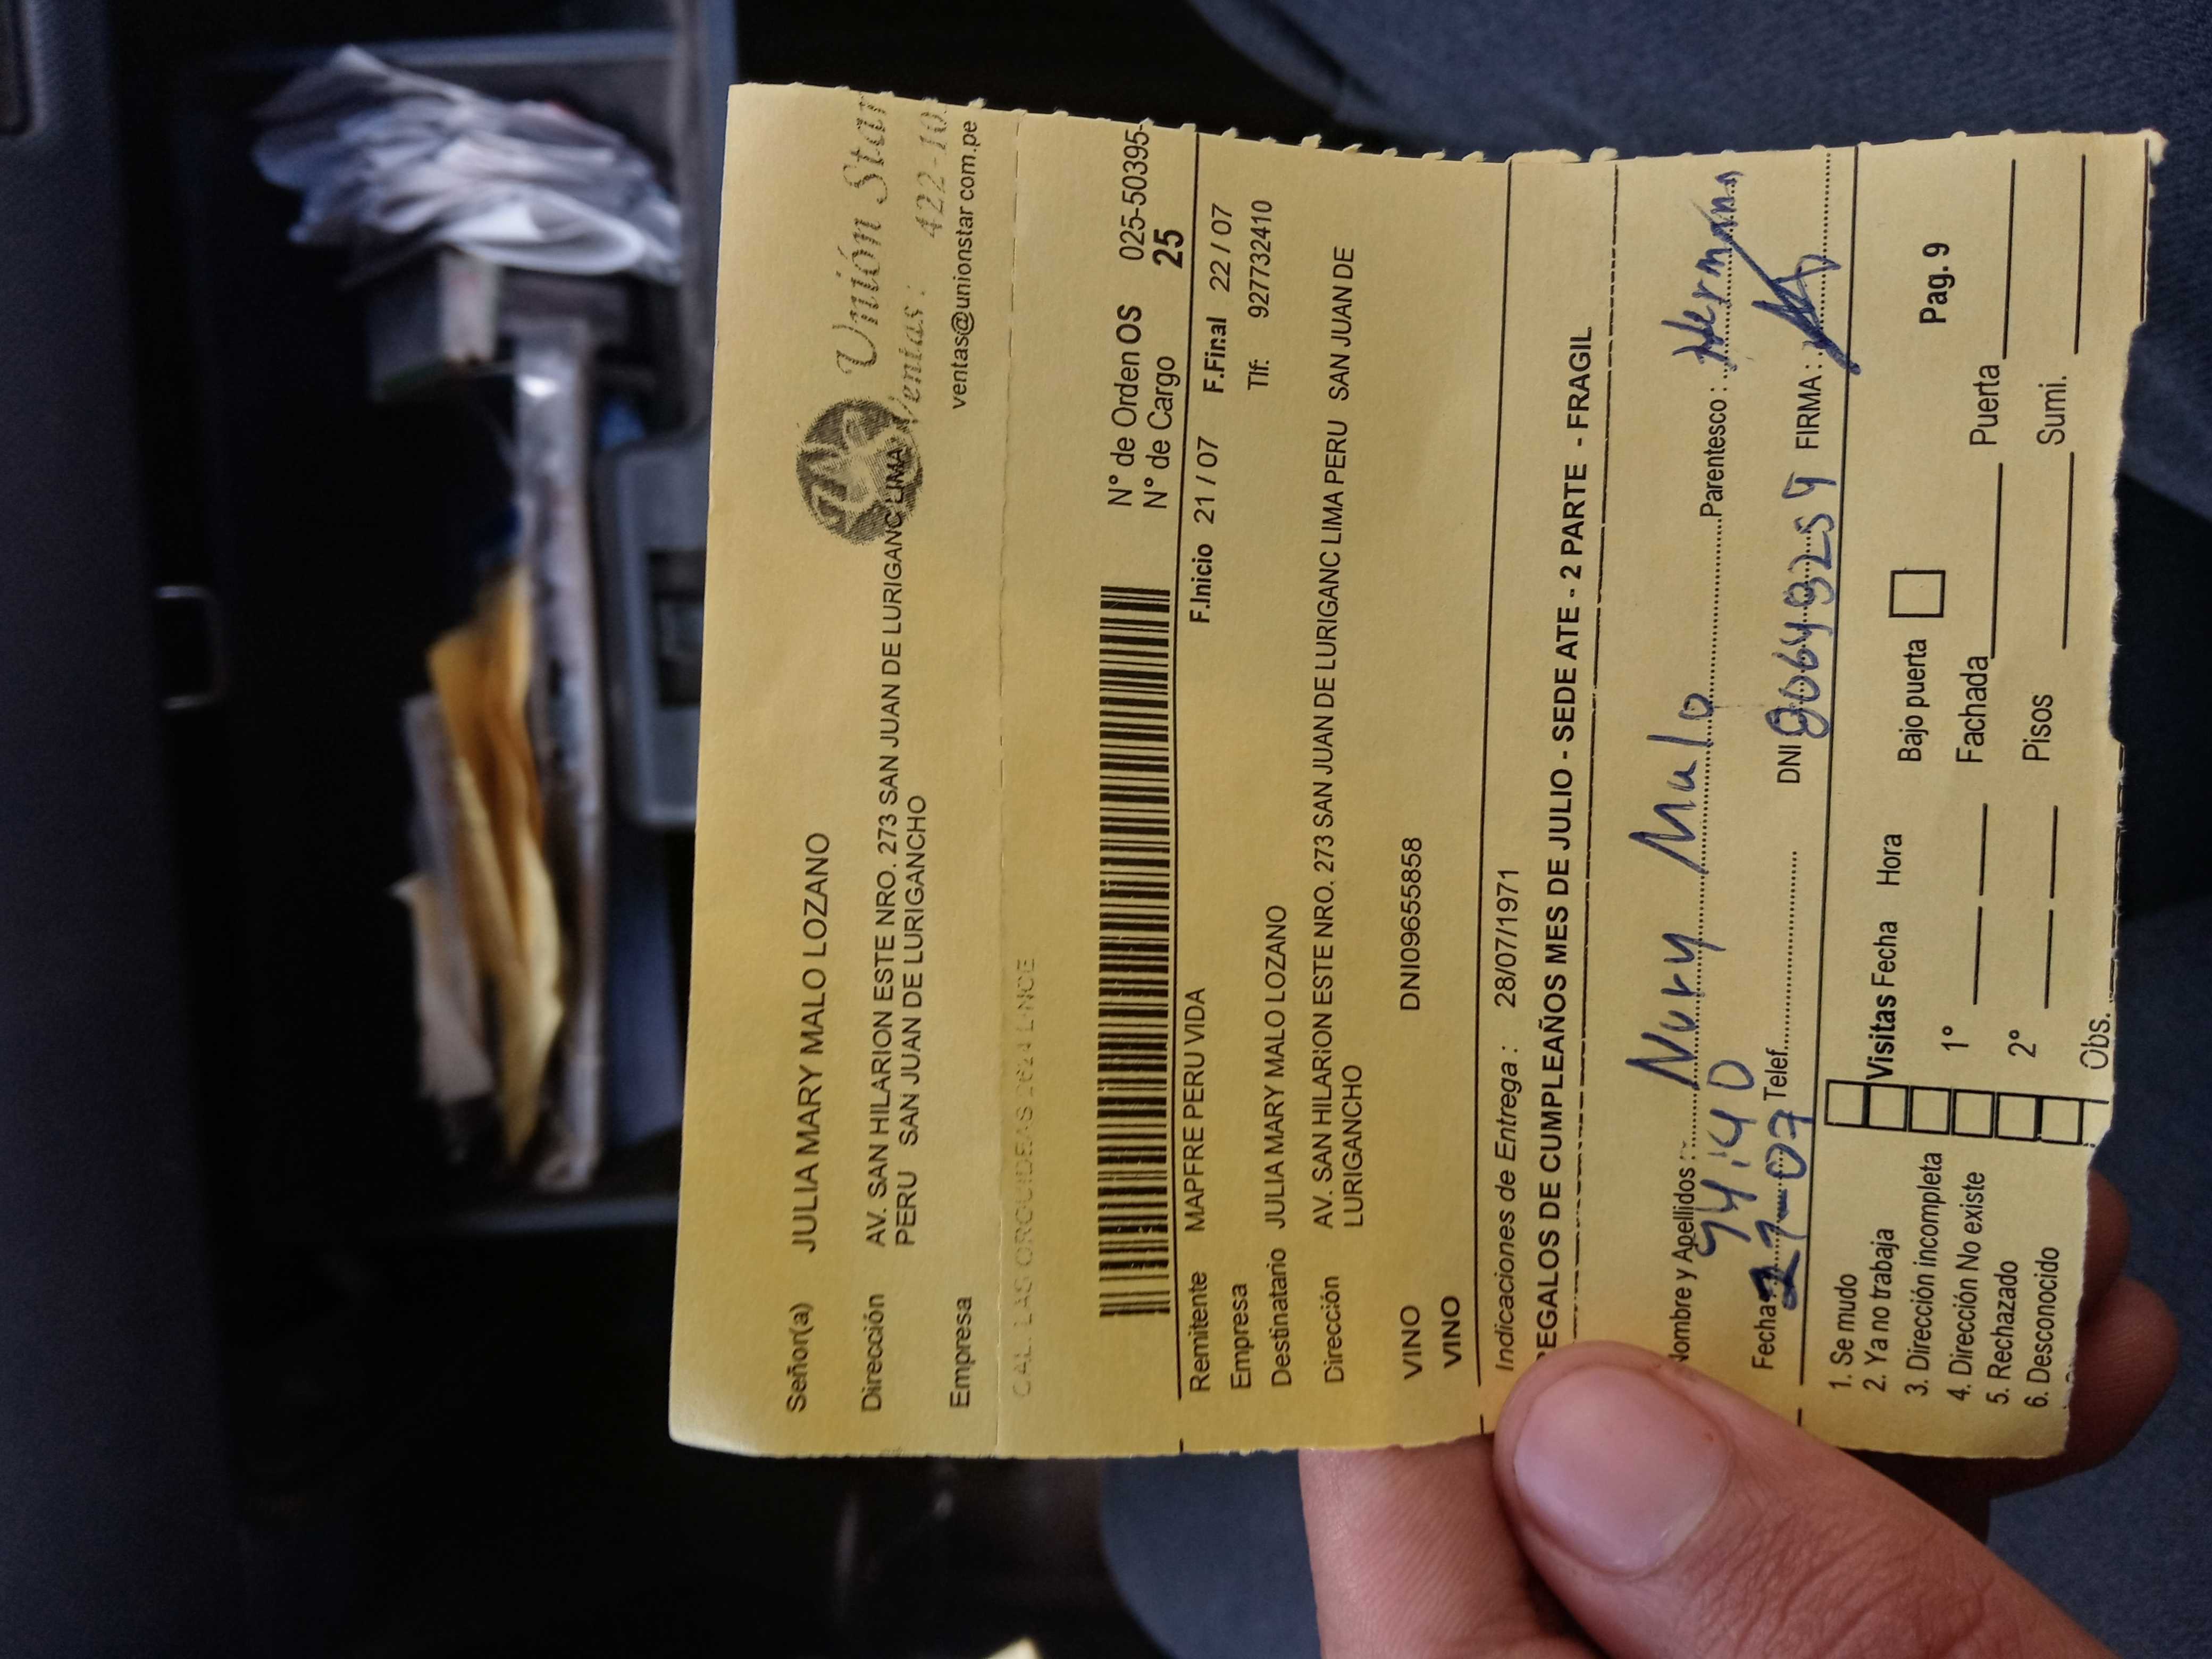 Señor(a) JULIA MARY MALO LOZANO
Unión Star
Dirección AV. SAN HILARION ESTE NRO. 273 SAN JUAN DE LURIGANC LIMA
Ventas: 422-10
PERU SAN JUAN DE LURIGANCHO
Empresa
ventas@unionstar com.pe
CAL. LAS ORQUIDEAS 2624 LINCE
N° de Orden OS 025-50395-
N° de Cargo 25
Remitente MAPFRE PERU VIDA F.Inicio 21 / 07 F.Final 22 / 07
Empresa Tlf: 9277732410
Destinatario JULIA MARY MALO LOZANO
Dirección AV. SAN HILARION ESTE NRO. 273 SAN JUAN DE LURIGANC LIMA PERU SAN JUAN DE
LURIGANCHO
VINO DNI09655858
VINO
Indicaciones de Entrega : 28/07/1971
REGALOS DE CUMPLEAÑOS MES DE JULIO - SEDE ATE - 2 PARTE - FRAGIL
Nombre y Apellidos : Nury Malo Parentesco : Hermana
Fecha 21-07 Telef. DNI FIRMA :
1. Se mudo
2. Ya no trabaja Visitas Fecha Hora Bajo puerta
3. Dirección incompleta Pag. 9
4. Dirección No existe 1° Fachada Puerta
5. Rechazado
6. Desconocido 2° Pisos Sumi.
Obs.